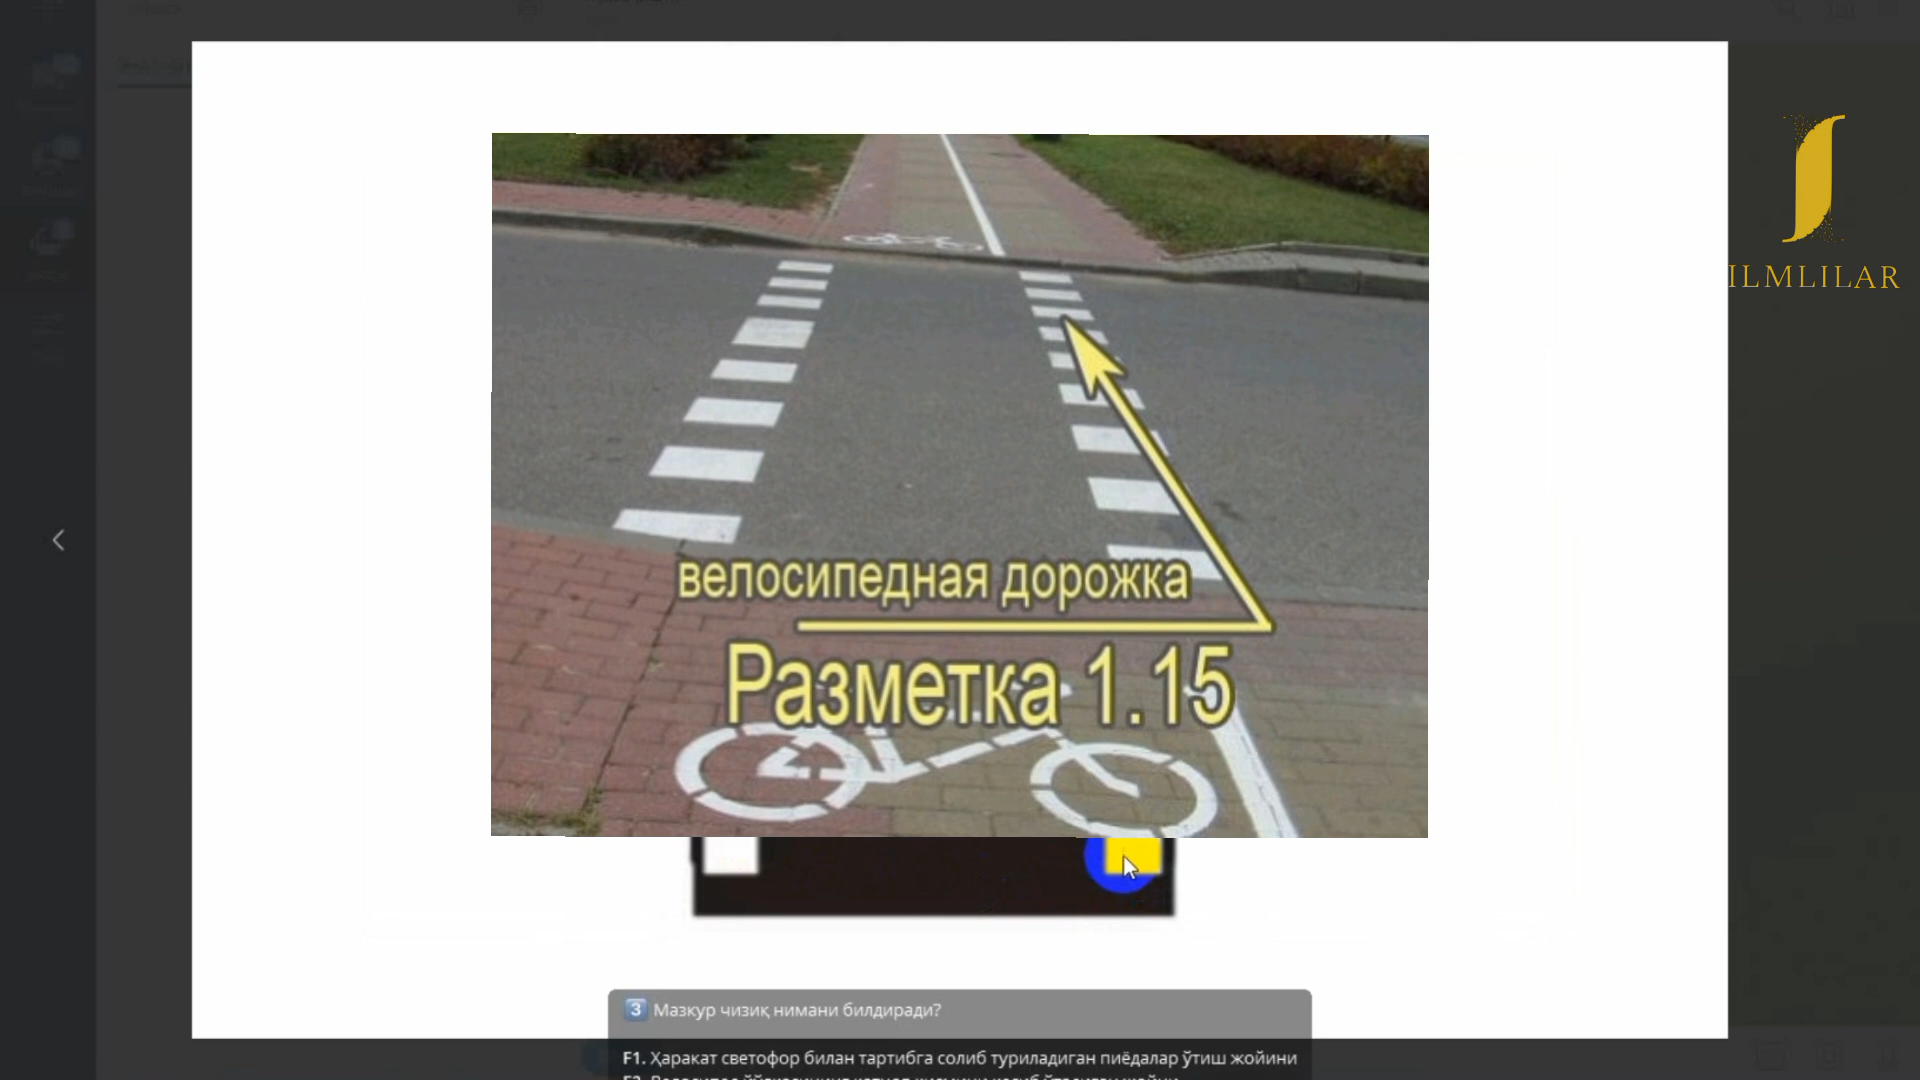 ILMLILAR
велосипедная дорожка
Разметка 1.15
3 Мазкур чизиқ нимани билдиради?
F1. Ҳаракат светофор билан тартибга солиб туриладиган пиёдалар ўтиш жойини